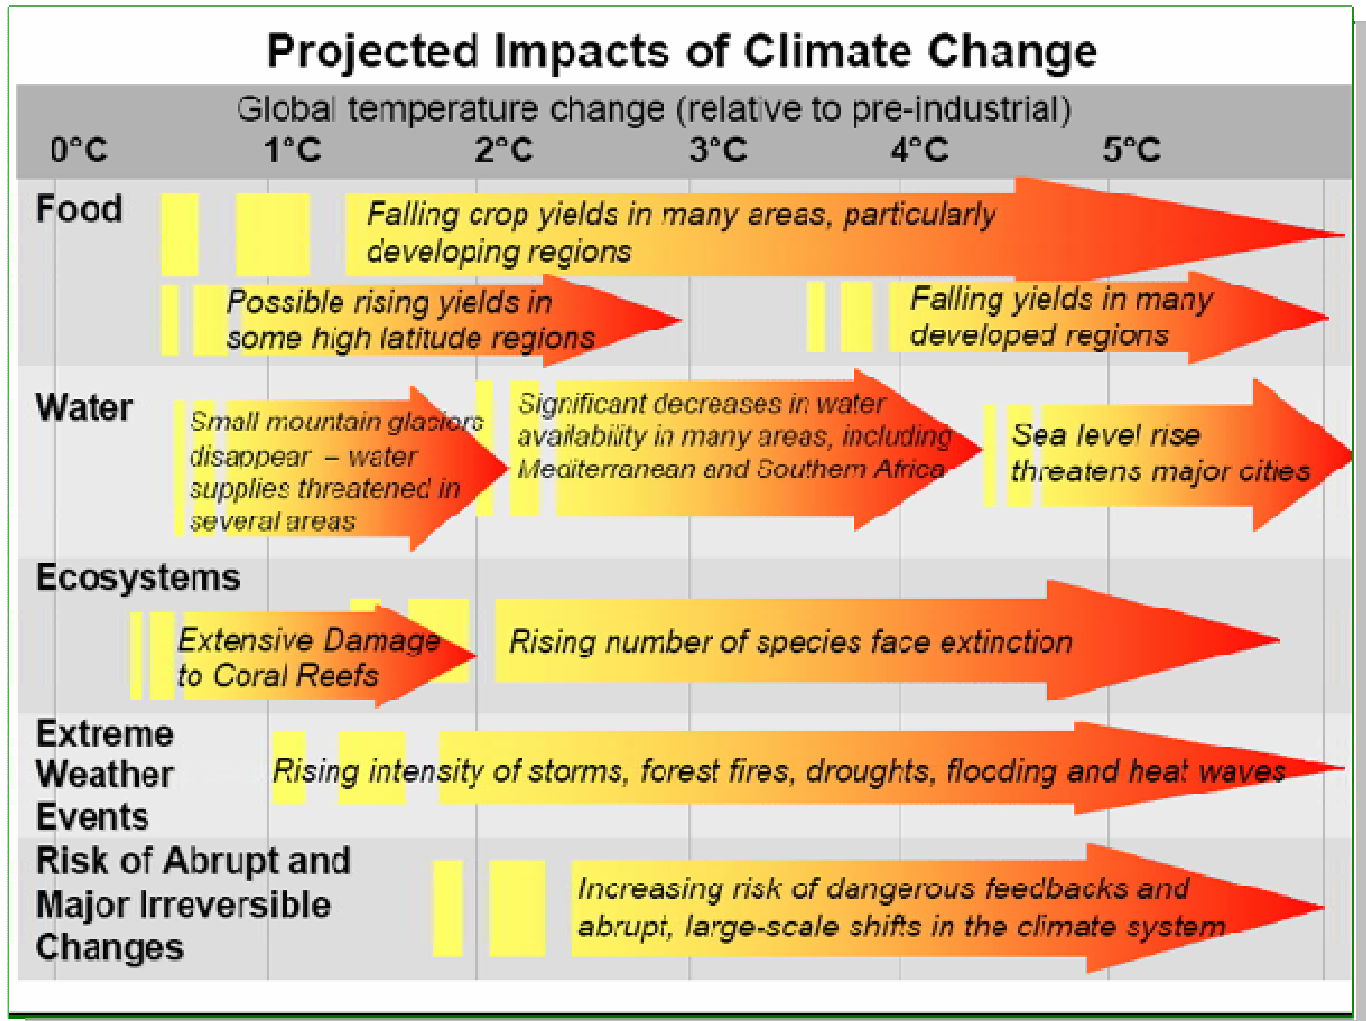 Projected Impacts of Climate Change
Global temperature change (relative to pre-industrial)
0°C 1°C 2°C 3°C 4°C 5°C
Food
Falling crop yields in many areas, particularly
developing regions
Possible rising yields in
some high latitude regions
Falling yields in many
developed regions
Water
Small mountain glaciers
disappear – water
supplies threatened in
several areas
Significant decreases in water
availability in many areas, including
Mediterranean and Southern Africa
Sea level rise
threatens major cities
Ecosystems
Extensive Damage
to Coral Reefs
Rising number of species face extinction
Extreme
Weather
Events
Rising intensity of storms, forest fires, droughts, flooding and heat waves
Risk of Abrupt and
Major Irreversible
Changes
Increasing risk of dangerous feedbacks and
abrupt, large-scale shifts in the climate system